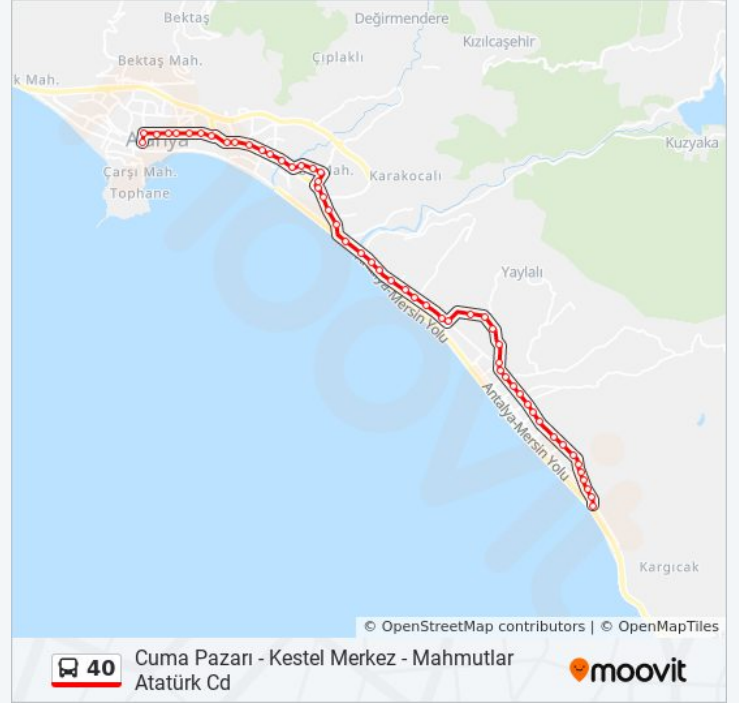 Bektaş
Değirmendere
Kızılcaşehir
Bektaş Mah.
Çıplaklı
k Mah.
Alanya
Kuzyaka
Çarşı Mah.
Mah.
Karakocalı
Tophane
Yaylalı
Antalya-Mersin Yolu
Antalya-Mersin Yolu
Kargıcak
© OpenStreetMap contributors | © OpenMapTiles
40
Cuma Pazarı - Kestel Merkez - Mahmutlar
Atatürk Cd
moovit
moovit